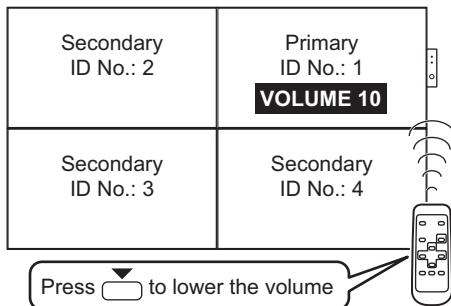 Secondary
ID No.: 2
Primary
ID No.: 1
VOLUME 10
Secondary
ID No.: 3
Secondary
ID No.: 4
Press to lower the volume